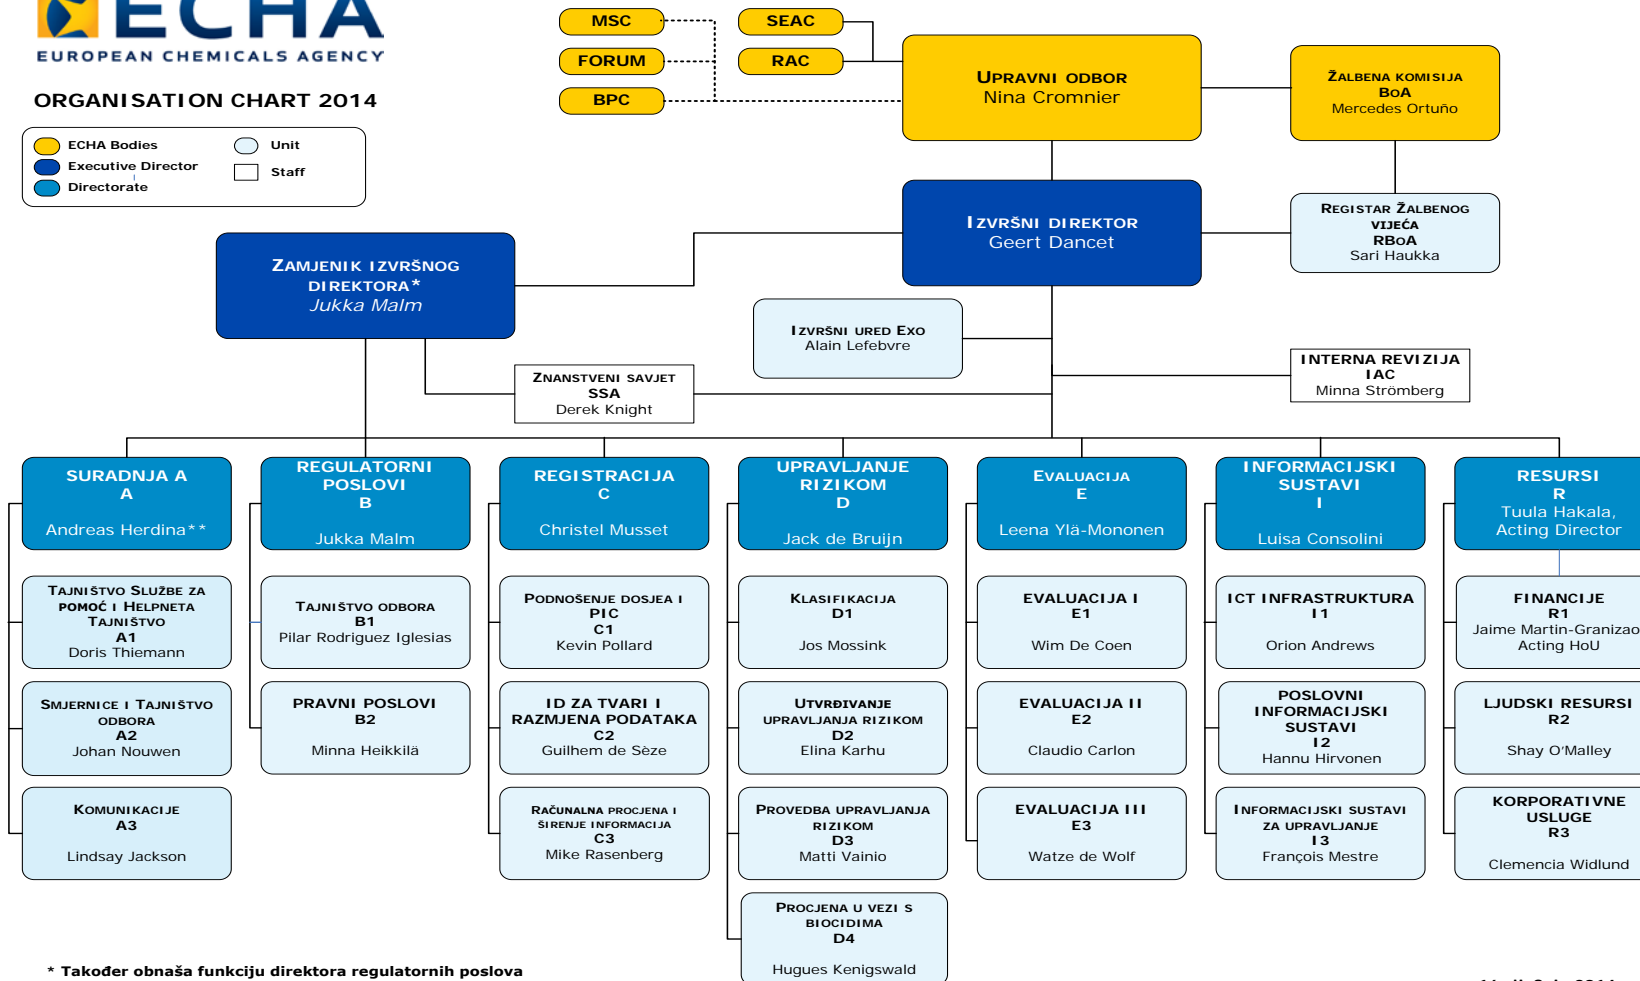 ECHA
EUROPEAN CHEMICALS AGENCY
ORGANISATION CHART 2014
ECHA Bodies
Executive Director
Directorate
Unit
Staff
MSC
FORUM
BPC
SEAC
RAC
UPRAVNI ODBOR
Nina Cromnier
ŽALBENA KOMISIJA
BOA
Mercedes Ortuño
IZVRŠNI DIREKTOR
Geert Dancet
REGISTAR ŽALBENOG
VIJEĆA
RBOA
Sari Haukka
ZAMJENIK IZVRŠNOG
DIREKTORA*
Jukka Malm
IZVRŠNI URED EXO
Alain Lefebvre
ZNANSTVENI SAVJET
SSA
Derek Knight
INTERNA REVIZIJA
IAC
Minna Strömberg
SURADNJA A
A
Andreas Herdina**
TAJNIŠTVO SLUŽBE ZA
POMOĆ I HELPNETA
TAJNIŠTVO
A1
Doris Thiemann
SMJERNICE I TAJNIŠTVO
ODBORA
A2
Johan Nouwen
KOMUNIKACIJE
A3
Lindsay Jackson
REGULATORNI
POSLOVI
B
Jukka Malm
TAJNIŠTVO ODBORA
B1
Pilar Rodriguez Iglesias
PRAVNI POSLOVI
B2
Minna Heikkilä
REGISTRACIJA
C
Christel Musset
PODNOŠENJE DOSJEA I
PIC
C1
Kevin Pollard
ID ZA TVARI I
RAZMJENA PODATAKA
C2
Guilhem de Sèze
RAČUNALNA PROCJENA I
ŠIRENJE INFORMACIJA
C3
Mike Rasenberg
UPRAVLJANJE
RIZIKOM
D
Jack de Bruijn
KLASIFIKACIJA
D1
Jos Mossink
UTVRĐIVANJE
UPRAVLJANJA RIZIKOM
D2
Elina Karhu
PROVEDBA UPRAVLJANJA
RIZIKOM
D3
Matti Vainio
PROCJENA U VEZI S
BIOCIDIMA
D4
Hugues Kenigswald
EVALUACIJA
E
Leena Ylä-Mononen
EVALUACIJA I
E1
Wim De Coen
EVALUACIJA II
E2
Claudio Carlon
EVALUACIJA III
E3
Watze de Wolf
INFORMACIJSKI
SUSTAVI
I
Luisa Consolini
ICT INFRASTRUKTURA
I1
Orion Andrews
POSLOVNI
INFORMACIJSKI
SUSTAVI
I2
Hannu Hirvonen
INFORMACIJSKI SUSTAVI
ZA UPRAVLJANJE
I3
François Mestre
RESURSI
R
Tuula Hakala,
Acting Director
FINANCIJE
R1
Jaime Martin-Granizao
Acting HoU
LJUDSKI RESURSI
R2
Shay O'Malley
KORPORATIVNE
USLUGE
R3
Clemencia Widlund
* Također obnaša funkciju direktora regulatornih poslova